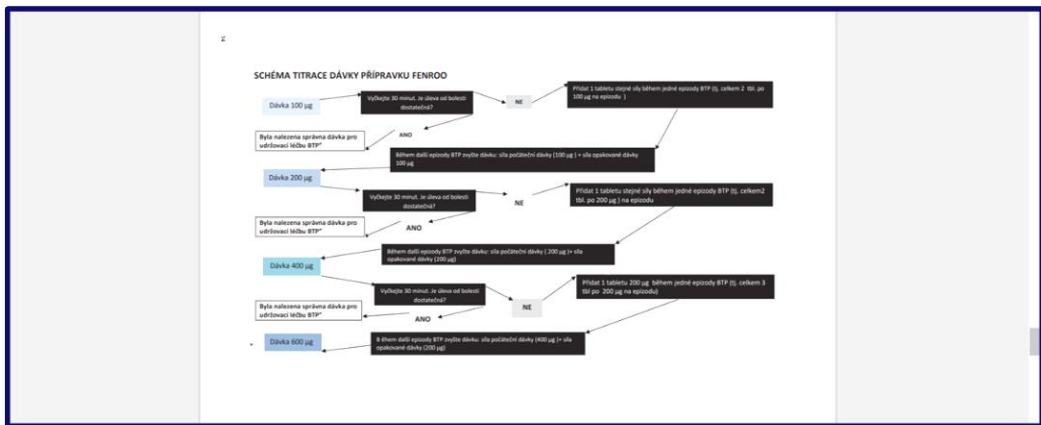 SCHÉMA TITRACE DÁVKY PŘÍPRAVKU FENROO
Dávka 100 µg
Vyčkejte 30 minut. Je úleva od bolesti
dostatečná?
NE
Přidat 1 tabletu stejné síly během jedné epizody BTP (tj. celkem 2 tbl. po
100 µg na epizodu )
ANO
Byla nalezena správná dávka pro
udržovací léčbu BTP"
Během další epizody BTP zvyšte dávku: síla počáteční dávky (100 µg ) + síla opakované dávky
100 µg
Dávka 200 µg
Vyčkejte 30 minut. Je úleva od bolesti
dostatečná?
NE
Přidat 1 tabletu stejné síly během jedné epizody BTP (tj. celkem2
tbl. po 200 µg ) na epizodu
ANO
Byla nalezena správná dávka pro
udržovací léčbu BTP"
Během další epizody BTP zvyšte dávku: síla počáteční dávky ( 200 µg )+ síla
opakované dávky (200 µg)
Dávka 400 µg
Vyčkejte 30 minut. Je úleva od bolesti
dostatečná?
NE
Přidat 1 tabletu 200 µg během jedné epizody BTP (tj. celkem 3
tbl po 200 µg na epizodu)
ANO
Byla nalezena správná dávka pro
udržovací léčbu BTP"
Dávka 600 µg
B ěhem další epizody BTP zvyšte dávku: síla počáteční dávky (400 µg )+ síla
opakované dávky (200 µg)